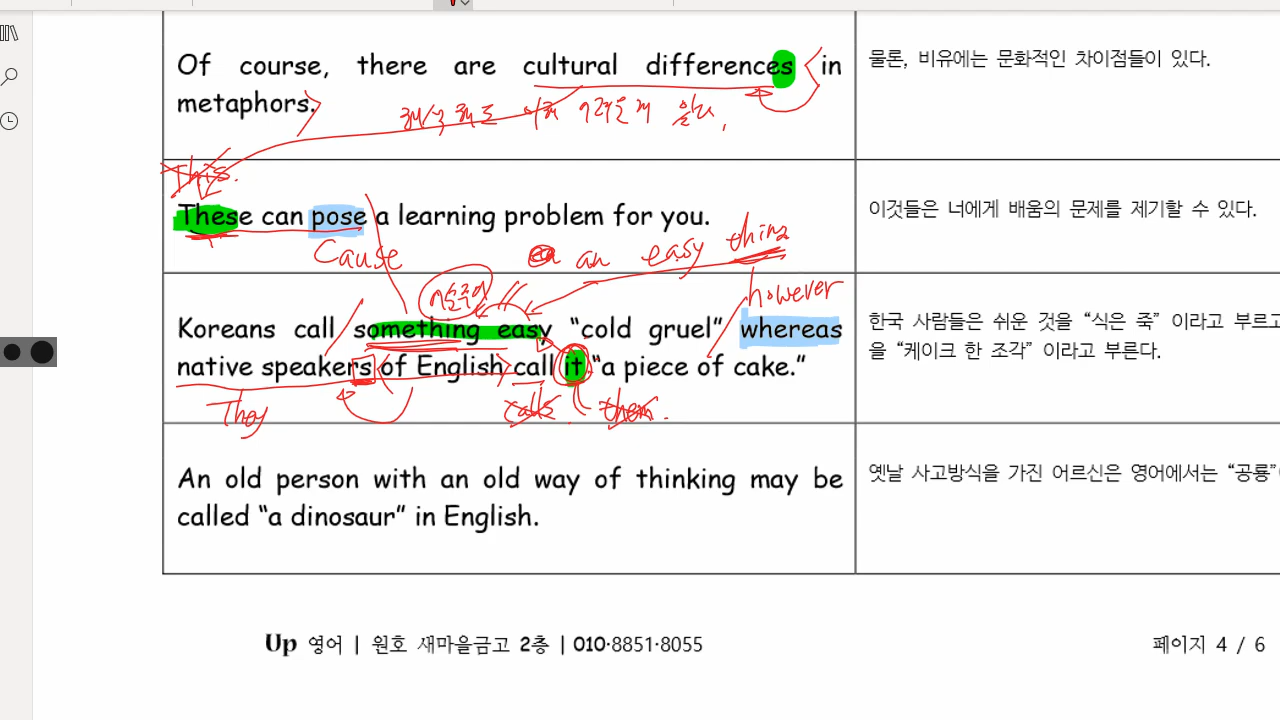 Of course, there are cultural differences in
metaphors.
물론, 비유에는 문화적인 차이점들이 있다.
This.
These can pose a learning problem for you.
이것들은 너에게 배움의 문제를 제기할 수 있다.
Cause
an easy thing
however
Koreans call something easy “cold gruel” whereas
native speakers of English call it “a piece of cake.”
한국 사람들은 쉬운 것을 “식은 죽” 이라고 부르고
을 “케이크 한 조각” 이라고 부른다.
They
calls
them.
An old person with an old way of thinking may be
called “a dinosaur” in English.
옛날 사고방식을 가진 어르신은 영어에서는 “공룡”
Up 영어 | 원호 새마을금고 2층 | 010·8851·8055
페이지 4 / 6